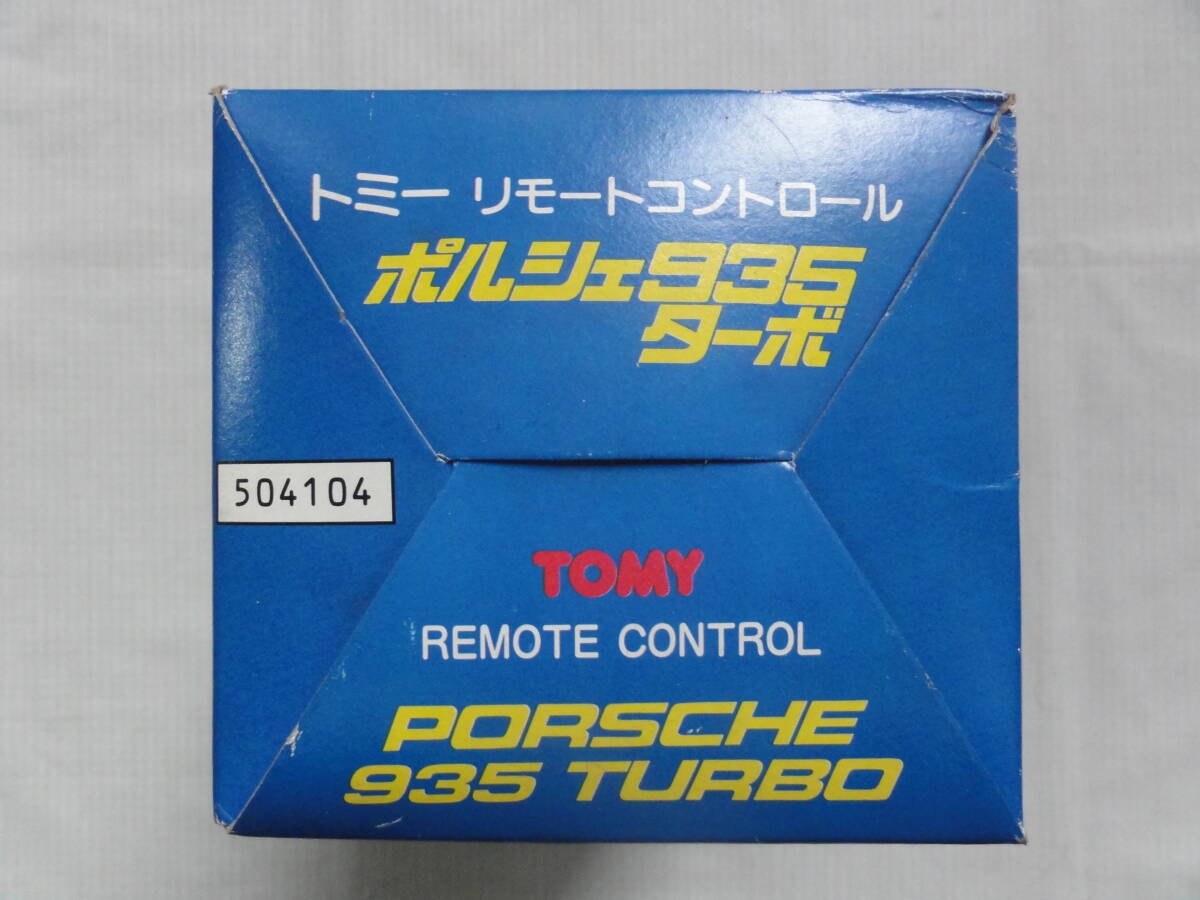 トミー リモートコントロール
ポルシェ935
ターボ
504104
TOMY
REMOTE CONTROL
PORSCHE
935 TURBO